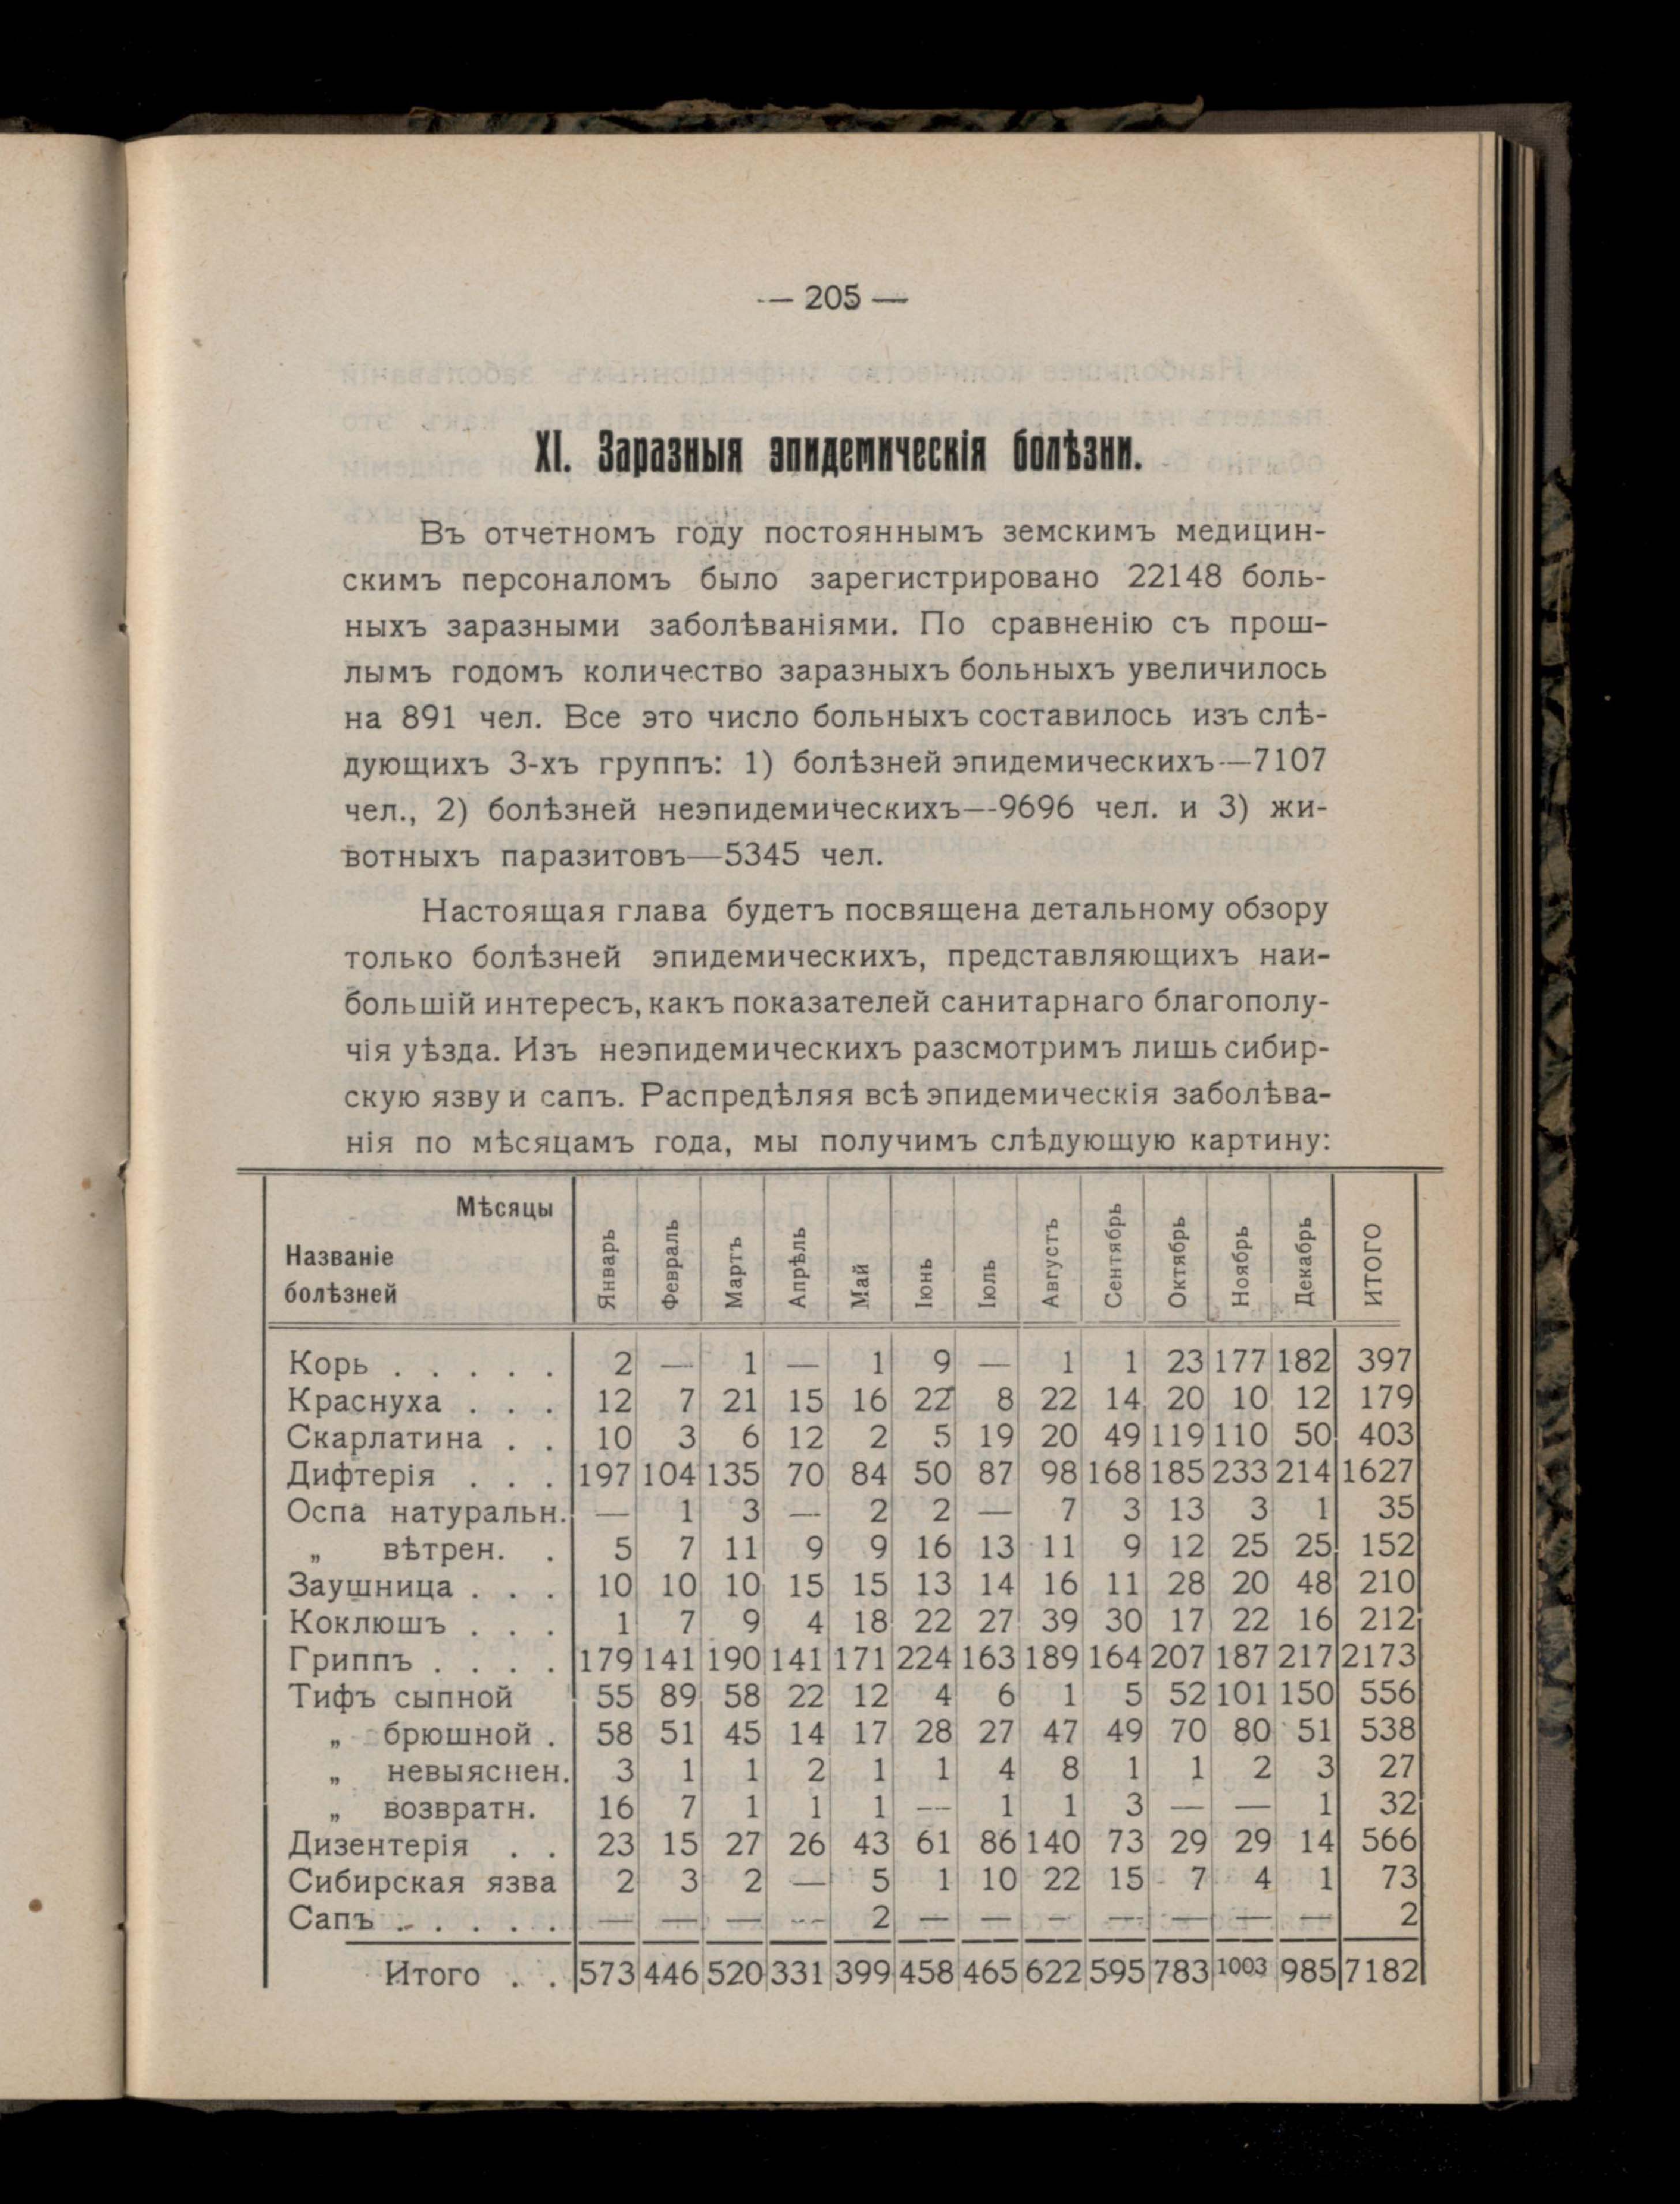 — 205 —
XI. Заразныя эпидемическія болѣзни.
Въ отчетномъ году постояннымъ земскимъ медицин-
скимъ персоналомъ было зарегистрировано 22148 боль-
ныхъ заразными заболѣваніями. По сравненію съ прош-
лымъ годомъ количество заразныхъ больныхъ увеличилось
на 891 чел. Все это число больныхъ составилось изъ слѣ-
дующихъ 3-хъ группъ: 1) болѣзней эпидемическихъ—7107
чел., 2) болѣзней неэпидемическихъ—9696 чел. и 3) жи-
вотныхъ паразитовъ—5345 чел.
Настоящая глава будетъ посвящена детальному обзору
только болѣзней эпидемическихъ, представляющихъ наи-
большій интересъ, какъ показателей санитарнаго благополу-
чія уѣзда. Изъ неэпидемическихъ разсмотримъ лишь сибир-
скую язву и сапъ. Распредѣляя всѣ эпидемическія заболѣва-
нія по мѣсяцамъ года, мы получимъ слѣдующую картину:
Мѣсяцы
Названіе
болѣзней
Январь Февраль Мартъ Апрѣль Май Іюнь Іюль Августъ Сентябрь Октябрь Ноябрь Декабрь ИТОГО
Корь . . . . . 2 — 1 — 1 9 — 1 1 23 177 182 397
Краснуха . . . 12 7 21 15 16 22 8 22 14 20 10 12 179
Скарлатина . . 10 3 6 12 2 5 19 20 49 119 110 50 403
Дифтерія . . . 197 104 135 70 84 50 87 98 168 185 233 214 1627
Оспа натуральн. — 1 3 — 2 2 — 7 3 13 3 1 35
„ вѣтрен. . 5 7 11 9 9 16 13 11 9 12 25 25 152
Заушница . . . 10 10 10 15 15 13 14 16 11 28 20 48 210
Коклюшъ . . . 1 7 9 4 18 22 27 39 30 17 22 16 212
Гриппъ . . . . 179 141 190 141 171 224 163 189 164 207 187 217 2173
Тифъ сыпной 55 89 58 22 12 4 6 1 5 52 101 150 556
„ брюшной . 58 51 45 14 17 28 27 47 49 70 80 51 538
„ невыяснен. 3 1 1 2 1 1 4 8 1 1 2 3 27
„ возвратн. 16 7 1 1 1 — 1 1 3 — — 1 32
Дизентерія . . 23 15 27 26 43 61 86 140 73 29 29 14 566
Сибирская язва 2 3 2 — 5 1 10 22 15 7 4 1 73
Сапъ . . . . . — — — — 2 — — — — — — — 2
Итого . . 573 446 520 331 399 458 465 622 595 783 1003 985 7182